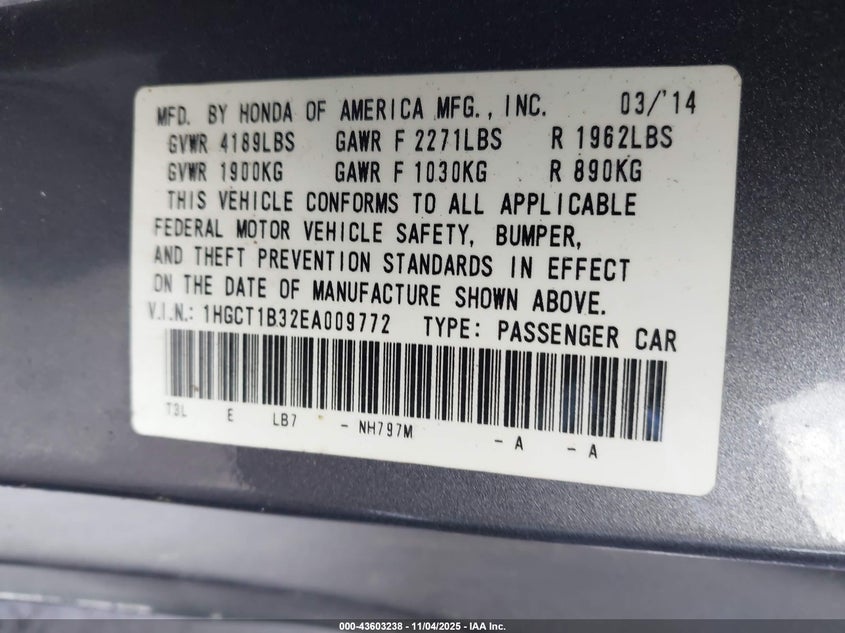 MFD. BY HONDA OF AMERICA MFG., INC. 03/'14
GVWR 4189LBS GAWR F 2271LBS R 1962LBS
GVWR 1900KG GAWR F 1030KG R 890KG
THIS VEHICLE CONFORMS TO ALL APPLICABLE
FEDERAL MOTOR VEHICLE SAFETY, BUMPER,
AND THEFT PREVENTION STANDARDS IN EFFECT
ON THE DATE OF MANUFACTURE SHOWN ABOVE.
V.I.N.: 1HGCT1B32EA009772 TYPE: PASSENGER CAR
T3L E LB7 - NH797M - A - A
000-43603238 - 11/04/2025 - IAA Inc.